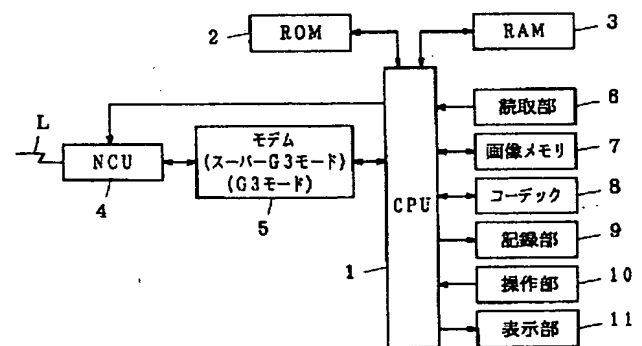 2
ROM
RAM
3
読取部
6
L
NCU
モデム
(スーパーG3モード)
(G3モード)
画像メモリ
7
4
5
CPU
コーデック
8
記録部
9
1
操作部
10
表示部
11